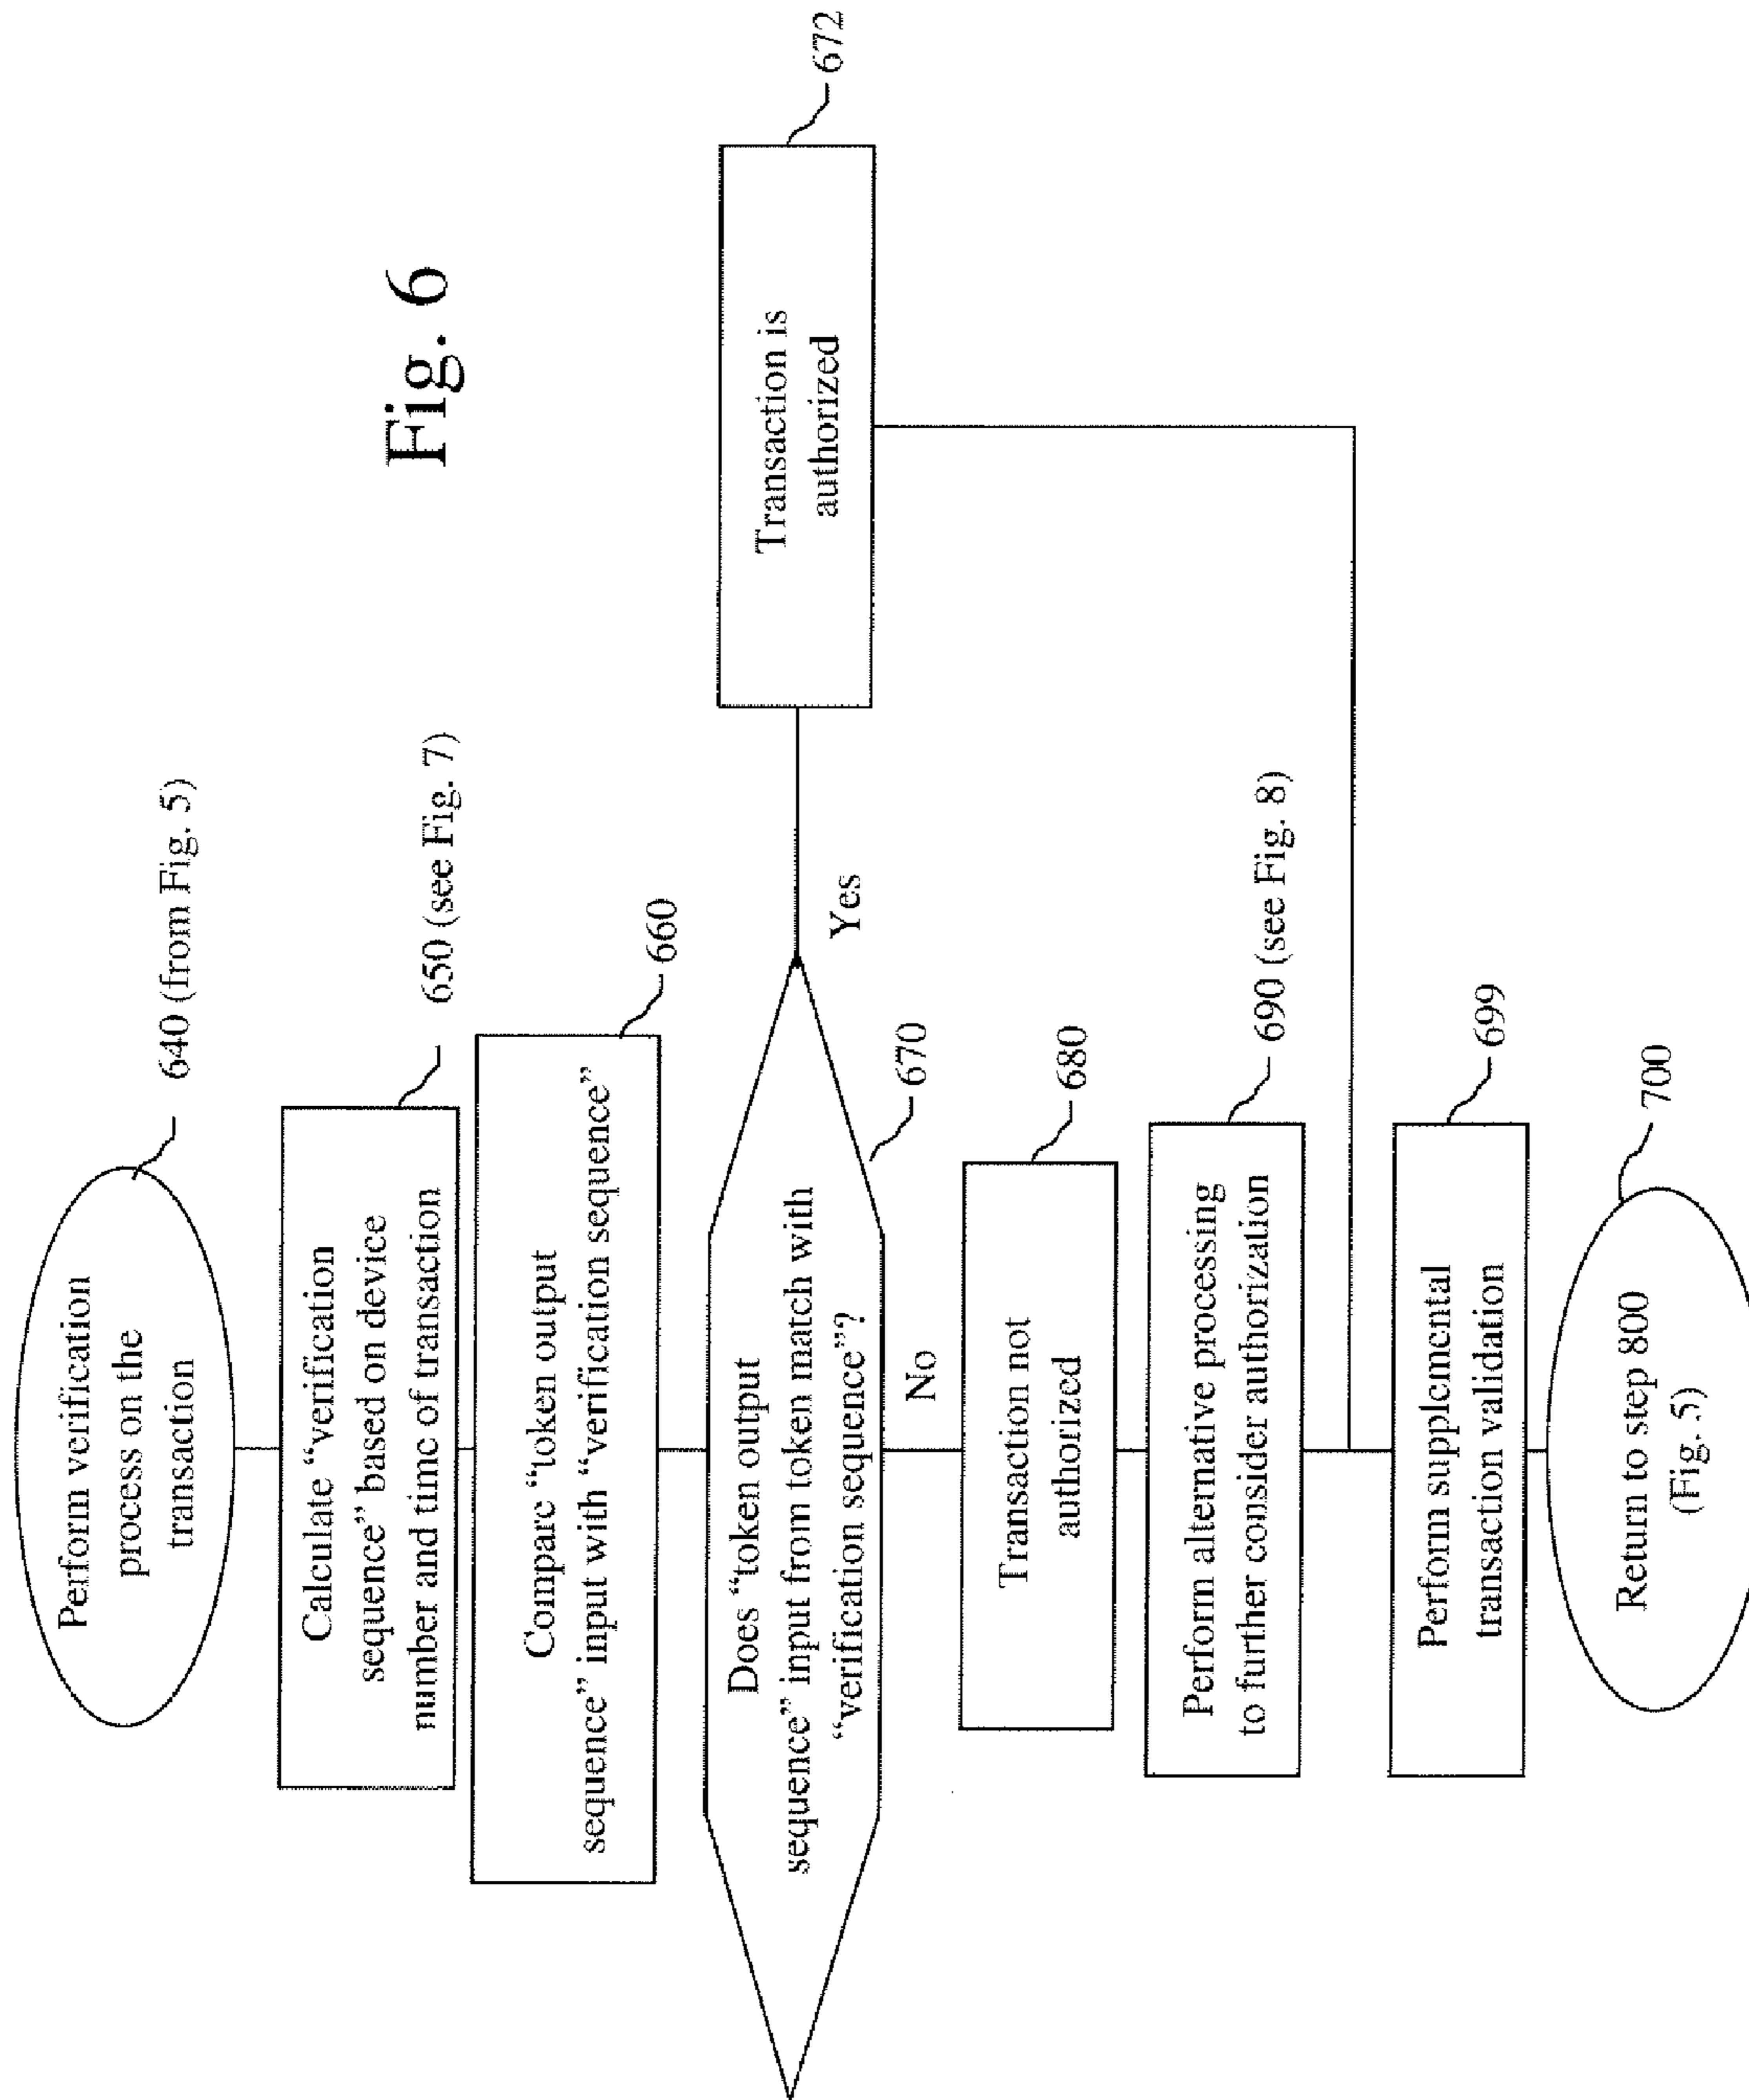 Fig. 6
Perform verification
process on the
transaction
640 (from Fig. 5)
Calculate “verification
sequence” based on device
number and time of transaction
650 (see Fig. 7)
Compare “token output
sequence” input with “verification sequence”
660
Does “token output
sequence” input from token match with
“verification sequence”?
670
Yes
Transaction is
authorized
672
No
Transaction not
authorized
680
Perform alternative processing
to further consider authorization
690 (see Fig. 8)
Perform supplemental
transaction validation
699
Return to step 800
(Fig. 5)
700